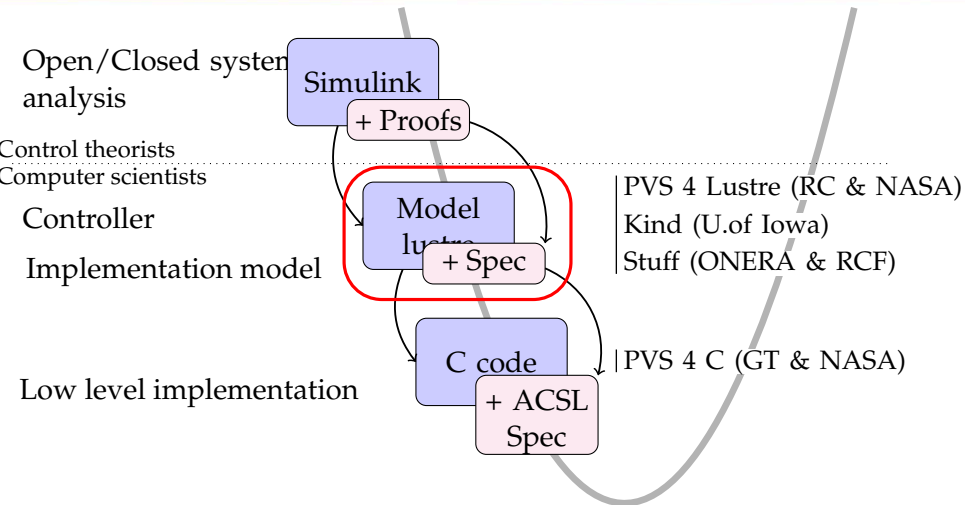 Open/Closed system
analysis
Simulink
+ Proofs
Control theorists
Computer scientists
Controller
Implementation model
Model
lustre
+ Spec
PVS 4 Lustre (RC & NASA)
Kind (U.of Iowa)
Stuff (ONERA & RCF)
Low level implementation
C code
+ ACSL
Spec
PVS 4 C (GT & NASA)